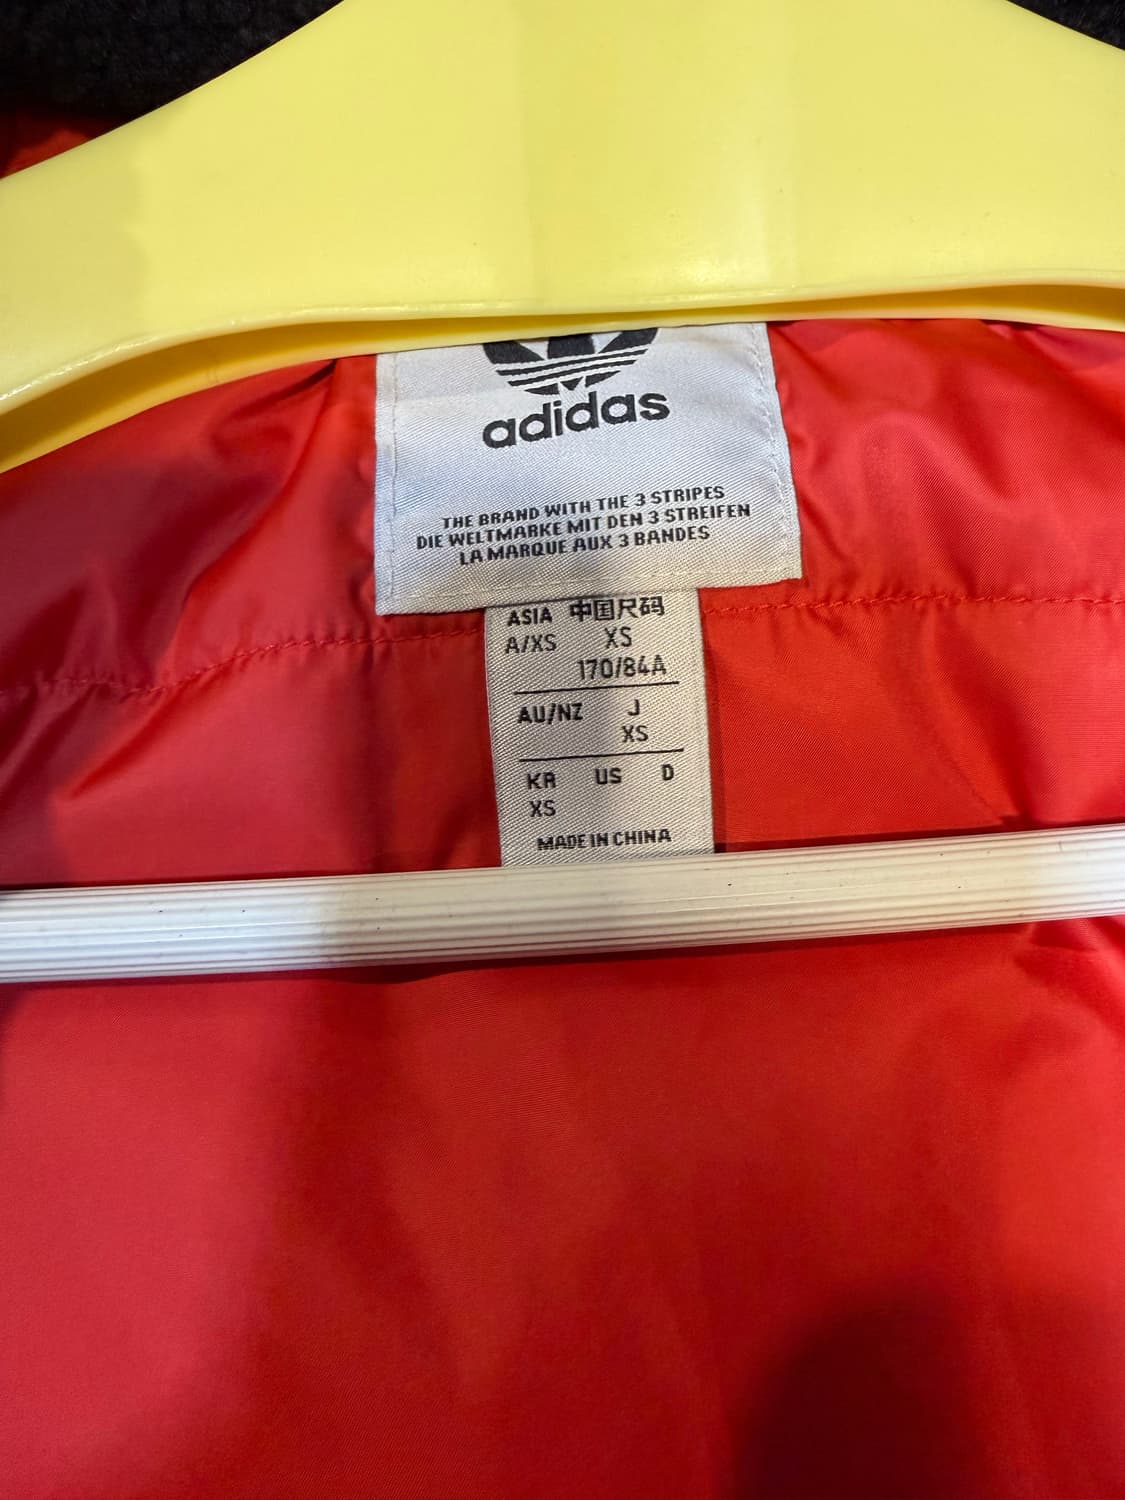 adidas
THE BRAND WITH THE 3 STRIPES
DIE WELTMARKE MIT DEN 3 STREIFEN
LA MARQUE AUX 3 BANDES
ASIA 中国尺码
A/XS XS
170/84A
AU/NZ J
XS
KR US D
XS
MADE IN CHINA